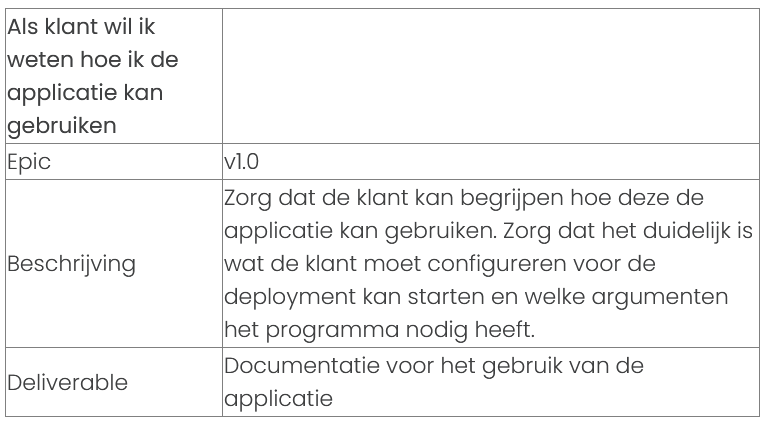 Als klant wil ik
weten hoe ik de
applicatie kan
gebruiken
Epic
v1.0
Beschrijving
Zorg dat de klant kan begrijpen hoe deze de
applicatie kan gebruiken. Zorg dat het duidelijk is
wat de klant moet configureren voor de
deployment kan starten en welke argumenten
het programma nodig heeft.
Deliverable
Documentatie voor het gebruik van de
applicatie